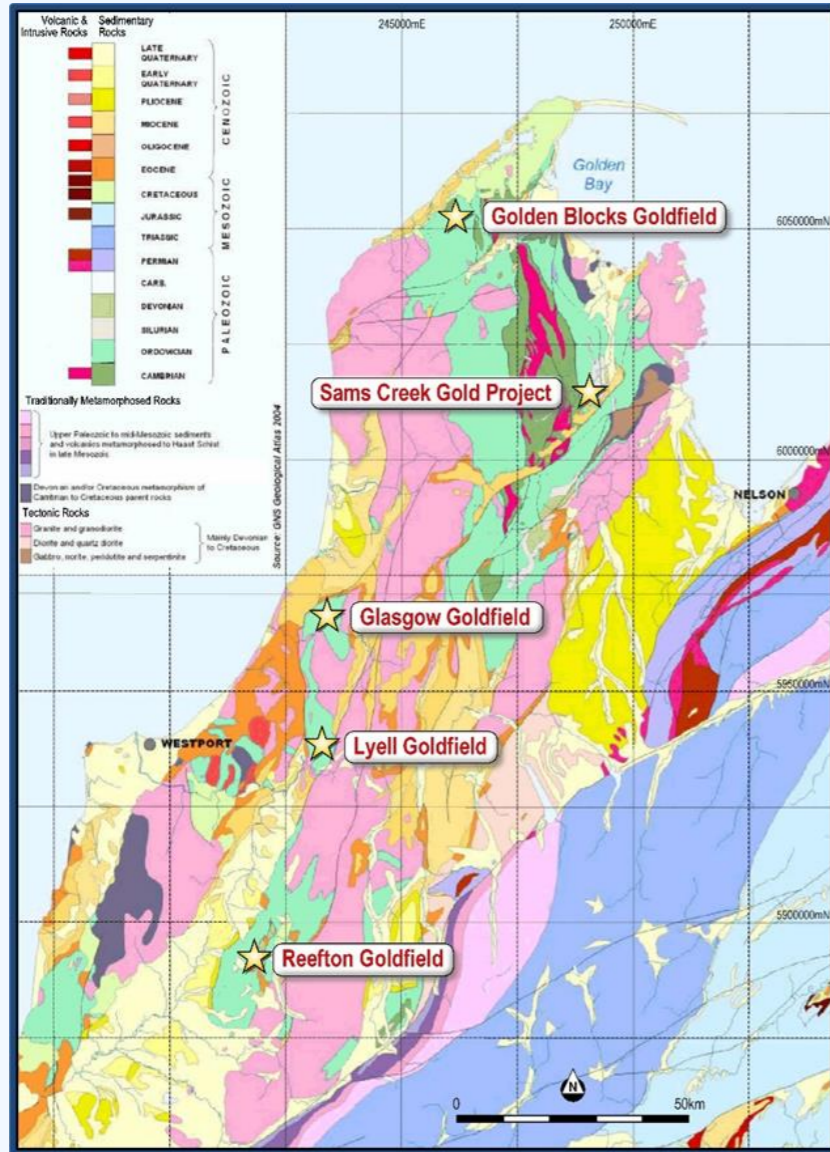 Volcanic &
Intrusive Rocks
Sedimentary
Rocks
LATE
QUATERNARY
EARLY
QUATERNARY
PLIOCENE
MIOCENE
OLIGOCENE
EOCENE
CRETACEOUS
JURASSIC
TRIASSIC
PERMIAN
CARB.
DEVONIAN
SILURIAN
ORDOVICIAN
CAMBRIAN
CENOZOIC
MESOZOIC
PALEOZOIC
Traditionally Metamorphosed Rocks
Upper Paleozoic to mid-Mesozoic sediments
and volcanics metamorphosed to Haast Schist
in late Mesozois
Devonian and/or Cretaceous metamorphism of
Cambrian to Cretaceous parent rocks
Tectonic Rocks
Granite and granodiorite
Diorite and quartz diorite
Gabbro, norite, peridotite and serpentinite
Mainly Devonian
to Cretaceous
Source: GNS Geological Atlas 2004
245000mE
250000mE
Golden
Bay
Golden Blocks Goldfield
6050000mN
Sams Creek Gold Project
6000000mN
NELSON
Glasgow Goldfield
5950000mN
WESTPORT
Lyell Goldfield
5900000mN
Reefton Goldfield
N
0
50km